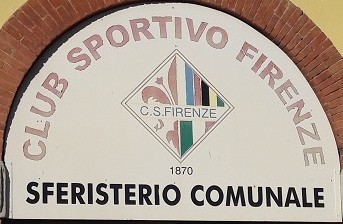 CLUB SPORTIVO FIRENZE
C.S.FIRENZE
1870
SFERISTERIO COMUNALE